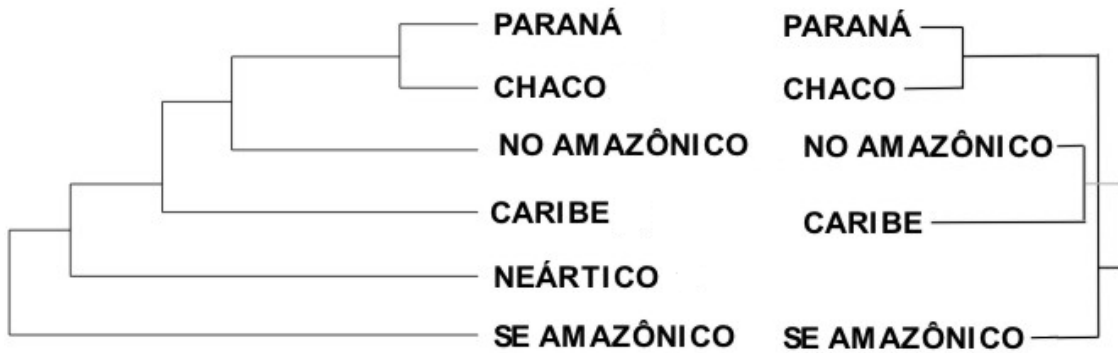 PARANÁ PARANÁ
CHACO CHACO
NO AMAZÔNICO NO AMAZÔNICO
CARIBE CARIBE
NEÁRTICO
SE AMAZÔNICO SE AMAZÔNICO